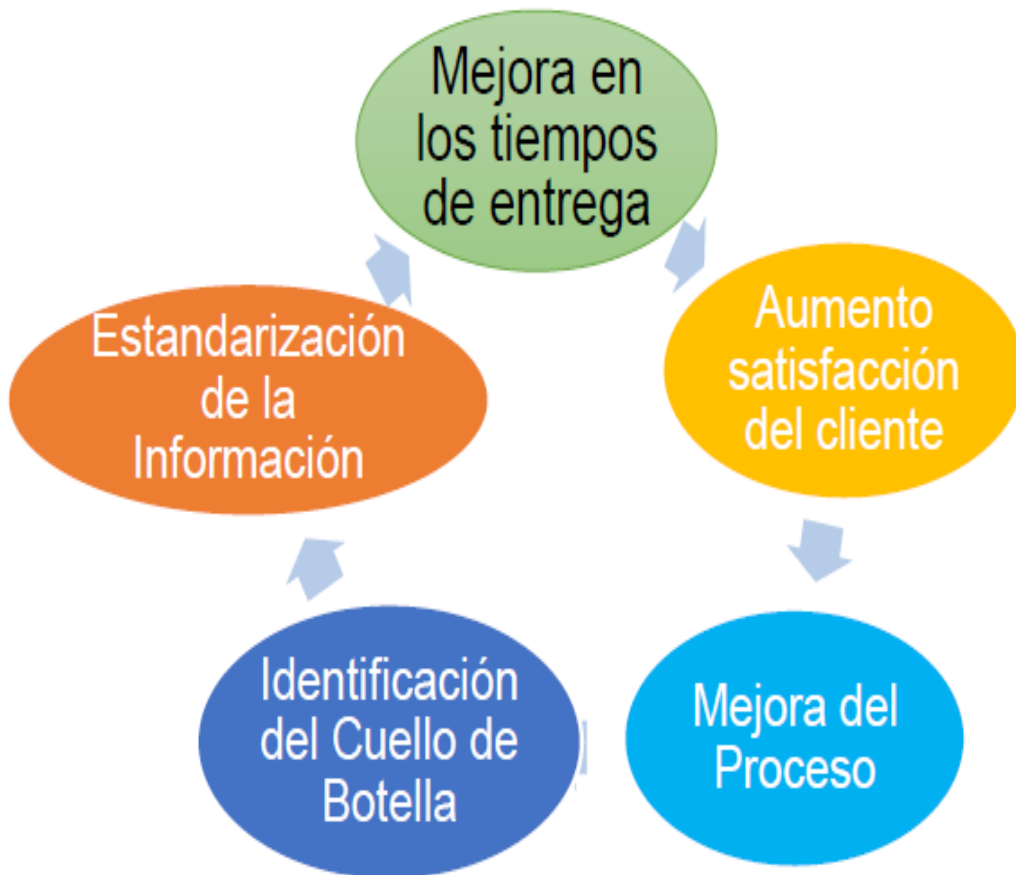 Mejora en
los tiempos
de entrega
Aumento
satisfacción
del cliente
Mejora del
Proceso
Identificación
del Cuello de
Botella
Estandarización
de la
Información